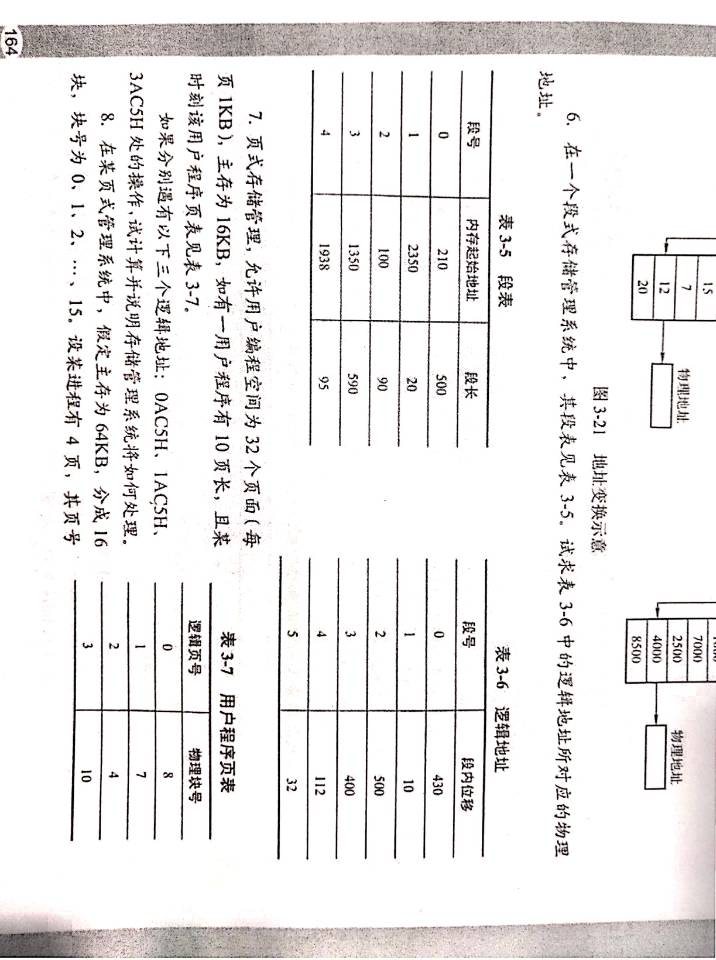 15
7
12
20
物理地址
7000
2500
4000
8500
物理地址
图 3-21 地址变换示意
6. 在一个段式存储管理系统中，其段表见表 3-5。试求表 3-6 中的逻辑地址所对应的物理
地址。
表 3-5 段表
段号 内存起始地址 段长
0 210 500
1 2350 20
2 100 90
3 1350 590
4 1938 95
表 3-6 逻辑地址
段号 段内位移
0 430
1 10
2 500
3 400
4 112
5 32
7. 页式存储管理，允许用户编程空间为 32 个页面（每
页 1KB），主存为 16KB，如有一用户程序有 10 页长，且某
时刻该用户程序页表见表 3-7。
如果分别遇有以下三个逻辑地址：0AC5H、1AC5H、
3AC5H 处的操作，试计算并说明存储管理系统将如何处理。
8. 在某页式管理系统中，假定主存为 64KB，分成 16
块，块号为 0、1、2、…、15。设某进程有 4 页，其页号
表 3-7 用户程序页表
逻辑页号 物理块号
0 8
1 7
2 4
3 10
164